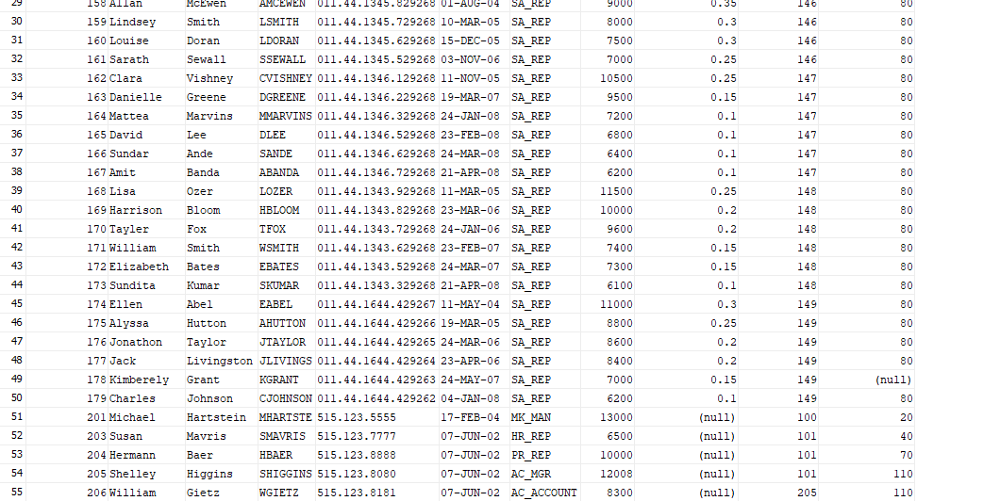 29 158 Allan McEwen AMCEWEN 011.44.1345.829268 01-AUG-04 SA_REP 9000 0.35 146 80
30 159 Lindsey Smith LSMITH 011.44.1345.729268 10-MAR-05 SA_REP 8000 0.3 146 80
31 160 Louise Doran LDORAN 011.44.1345.629268 15-DEC-05 SA_REP 7500 0.3 146 80
32 161 Sarath Sewall SSEWALL 011.44.1345.529268 03-NOV-06 SA_REP 7000 0.25 146 80
33 162 Clara Vishney CVISHNEY 011.44.1346.129268 11-NOV-05 SA_REP 10500 0.25 147 80
34 163 Danielle Greene DGREENE 011.44.1346.229268 19-MAR-07 SA_REP 9500 0.15 147 80
35 164 Mattea Marvins MMARVINS 011.44.1346.329268 24-JAN-08 SA_REP 7200 0.1 147 80
36 165 David Lee DLEE 011.44.1346.529268 23-FEB-08 SA_REP 6800 0.1 147 80
37 166 Sundar Ande SANDE 011.44.1346.629268 24-MAR-08 SA_REP 6400 0.1 147 80
38 167 Amit Banda ABANDA 011.44.1346.729268 21-APR-08 SA_REP 6200 0.1 147 80
39 168 Lisa Ozer LOZER 011.44.1343.929268 11-MAR-05 SA_REP 11500 0.25 148 80
40 169 Harrison Bloom HBLOOM 011.44.1343.829268 23-MAR-06 SA_REP 10000 0.2 148 80
41 170 Tayler Fox TFOX 011.44.1343.729268 24-JAN-06 SA_REP 9600 0.2 148 80
42 171 William Smith WSMITH 011.44.1343.629268 23-FEB-07 SA_REP 7400 0.15 148 80
43 172 Elizabeth Bates EBATES 011.44.1343.529268 24-MAR-07 SA_REP 7300 0.15 148 80
44 173 Sundita Kumar SKUMAR 011.44.1343.329268 21-APR-08 SA_REP 6100 0.1 148 80
45 174 Ellen Abel EABEL 011.44.1644.429267 11-MAY-04 SA_REP 11000 0.3 149 80
46 175 Alyssa Hutton AHUTTON 011.44.1644.429266 19-MAR-05 SA_REP 8800 0.25 149 80
47 176 Jonathon Taylor JTAYLOR 011.44.1644.429265 24-MAR-06 SA_REP 8600 0.2 149 80
48 177 Jack Livingston JLIVINGS 011.44.1644.429264 23-APR-06 SA_REP 8400 0.2 149 80
49 178 Kimberely Grant KGRANT 011.44.1644.429263 24-MAY-07 SA_REP 7000 0.15 149 (null)
50 179 Charles Johnson CJOHNSON 011.44.1644.429262 04-JAN-08 SA_REP 6200 0.1 149 80
51 201 Michael Hartstein MHARTSTE 515.123.5555 17-FEB-04 MK_MAN 13000 (null) 100 20
52 203 Susan Mavris SMAVRIS 515.123.7777 07-JUN-02 HR_REP 6500 (null) 101 40
53 204 Hermann Baer HBAER 515.123.8888 07-JUN-02 PR_REP 10000 (null) 101 70
54 205 Shelley Higgins SHIGGINS 515.123.8080 07-JUN-02 AC_MGR 12008 (null) 101 110
55 206 William Gietz WGIETZ 515.123.8181 07-JUN-02 AC_ACCOUNT 8300 (null) 205 110